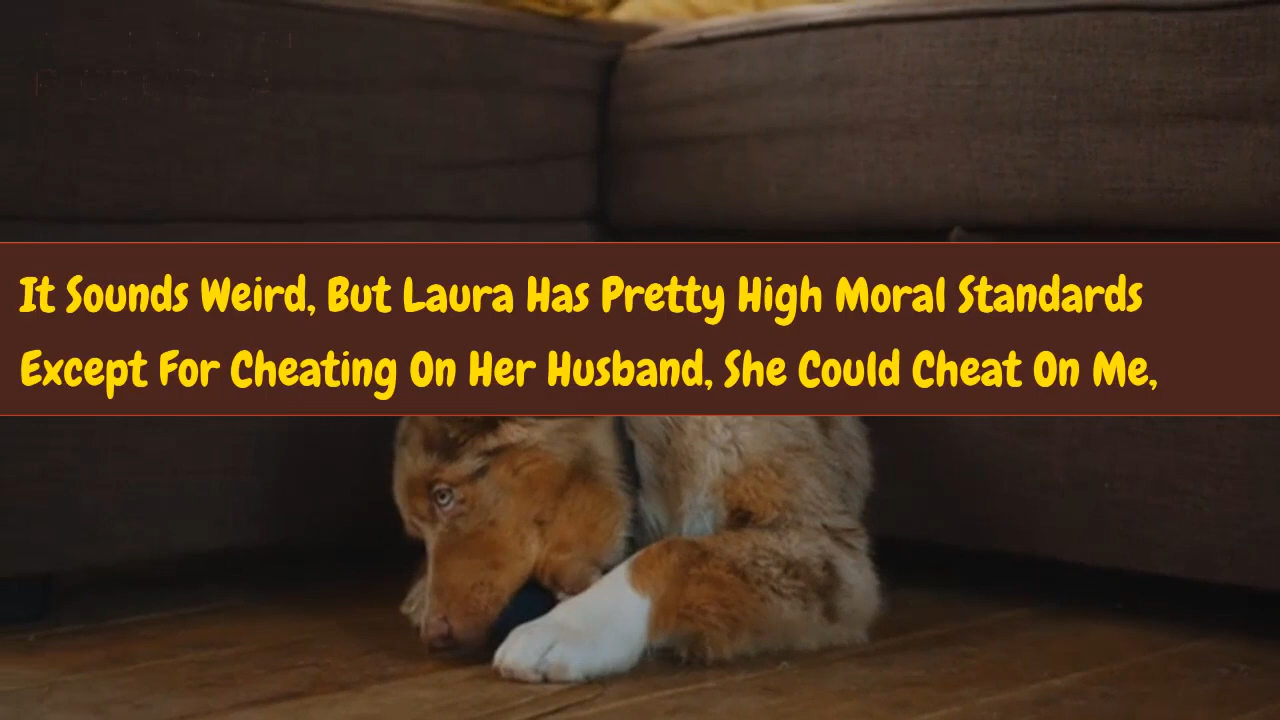 It Sounds Weird, But Laura Has Pretty High Moral Standards
Except For Cheating On Her Husband, She Could Cheat On Me,